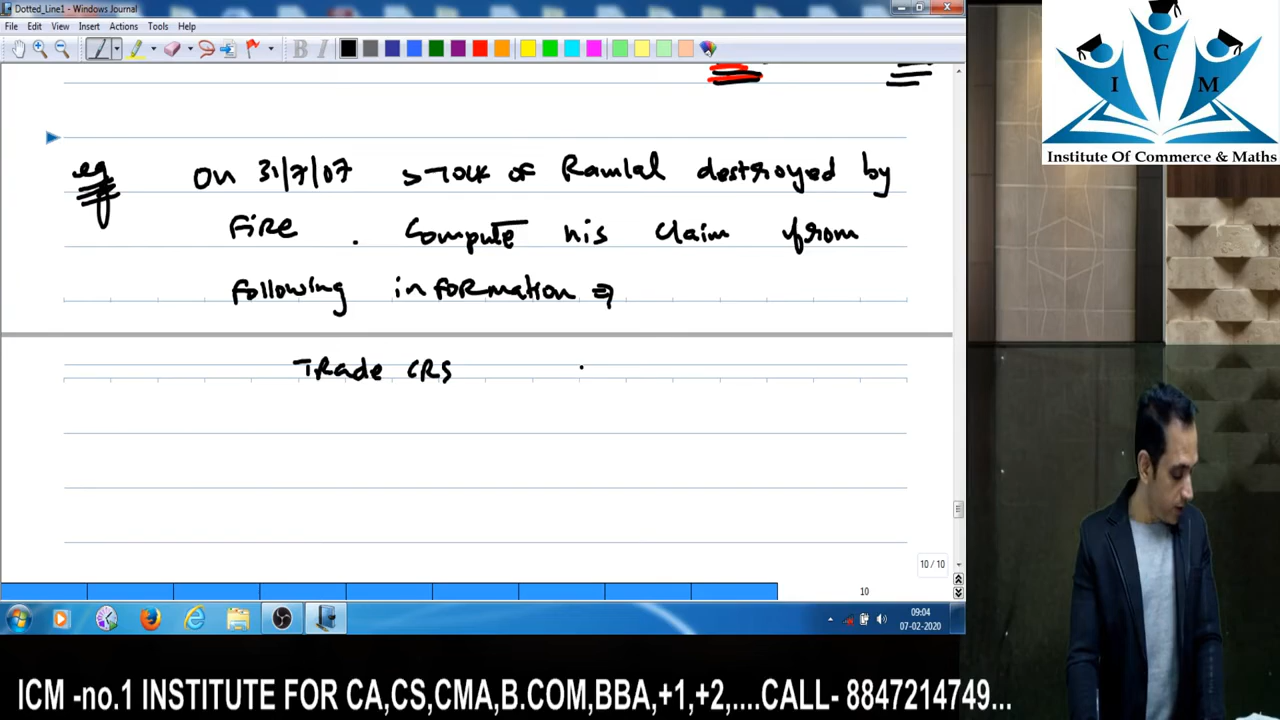 Dotted_Line1 - Windows Journal
File Edit View Insert Actions Tools Help
eg On 31/7/07 stock of Ramlal destroyed by
Fire . Compute his claim from
following information ⇒
Trade CRS
10 / 10
10
09:04
07-02-2020
I C M
Institute Of Commerce & Maths
ICM -no.1 INSTITUTE FOR CA,CS,CMA,B.COM,BBA,+1,+2,....CALL- 8847214749...